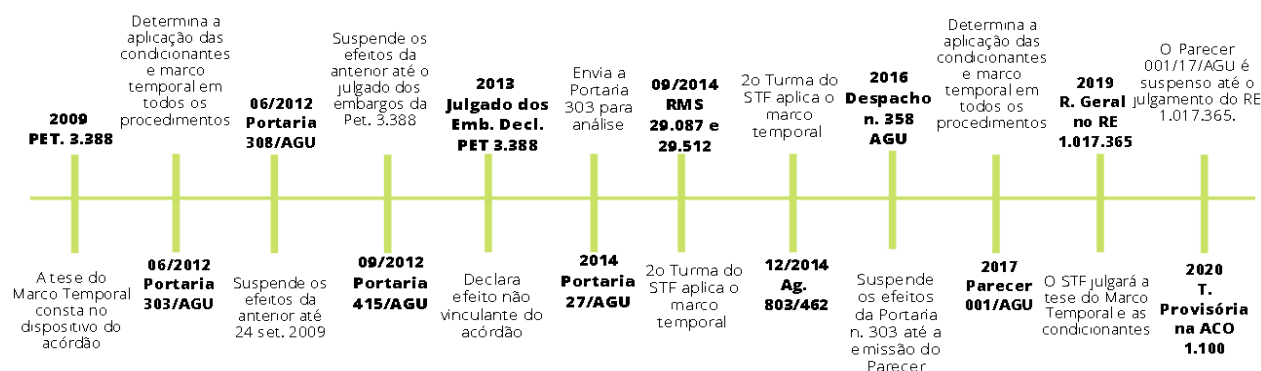 2009
PET. 3.388
A tese do
Marco Temporal
consta no
dispositivo do
acórdão
Determina a
aplicação das
condicionantes
e marco
temporal em
todos os
procedimentos
06/2012
Portaria
303/AGU
06/2012
Portaria
308/AGU
Suspende os
efeitos da
anterior até
24 set. 2009
Suspende os
efeitos da
anterior até o
julgado dos
embargos da
Pet. 3.388
09/2012
Portaria
415/AGU
2013
Julgado dos
Emb. Decl.
PET 3.388
Declara
efeito não
vinculante do
acórdão
Envia a
Portaria
303 para
análise
2014
Portaria
27/AGU
09/2014
RMS
29.087 e
29.512
2o Turma do
STF aplica o
marco
temporal
2o Turma do
STF aplica o
marco
temporal
12/2014
Ag.
803/462
2016
Despacho
n. 358
AGU
Suspende
os efeitos
da Portaria
n. 303 até a
emissão do
Parecer
Determina a
aplicação das
condicionantes
e marco
temporal em
todos os
procedimentos
2017
Parecer
001/AGU
2019
R. Geral
no RE
1.017.365
O STF julgará a
tese do Marco
Temporal e as
condicionantes
O Parecer
001/17/AGU é
suspenso até o
julgamento do RE
1.017.365.
2020
T.
Provisória
na ACO
1.100